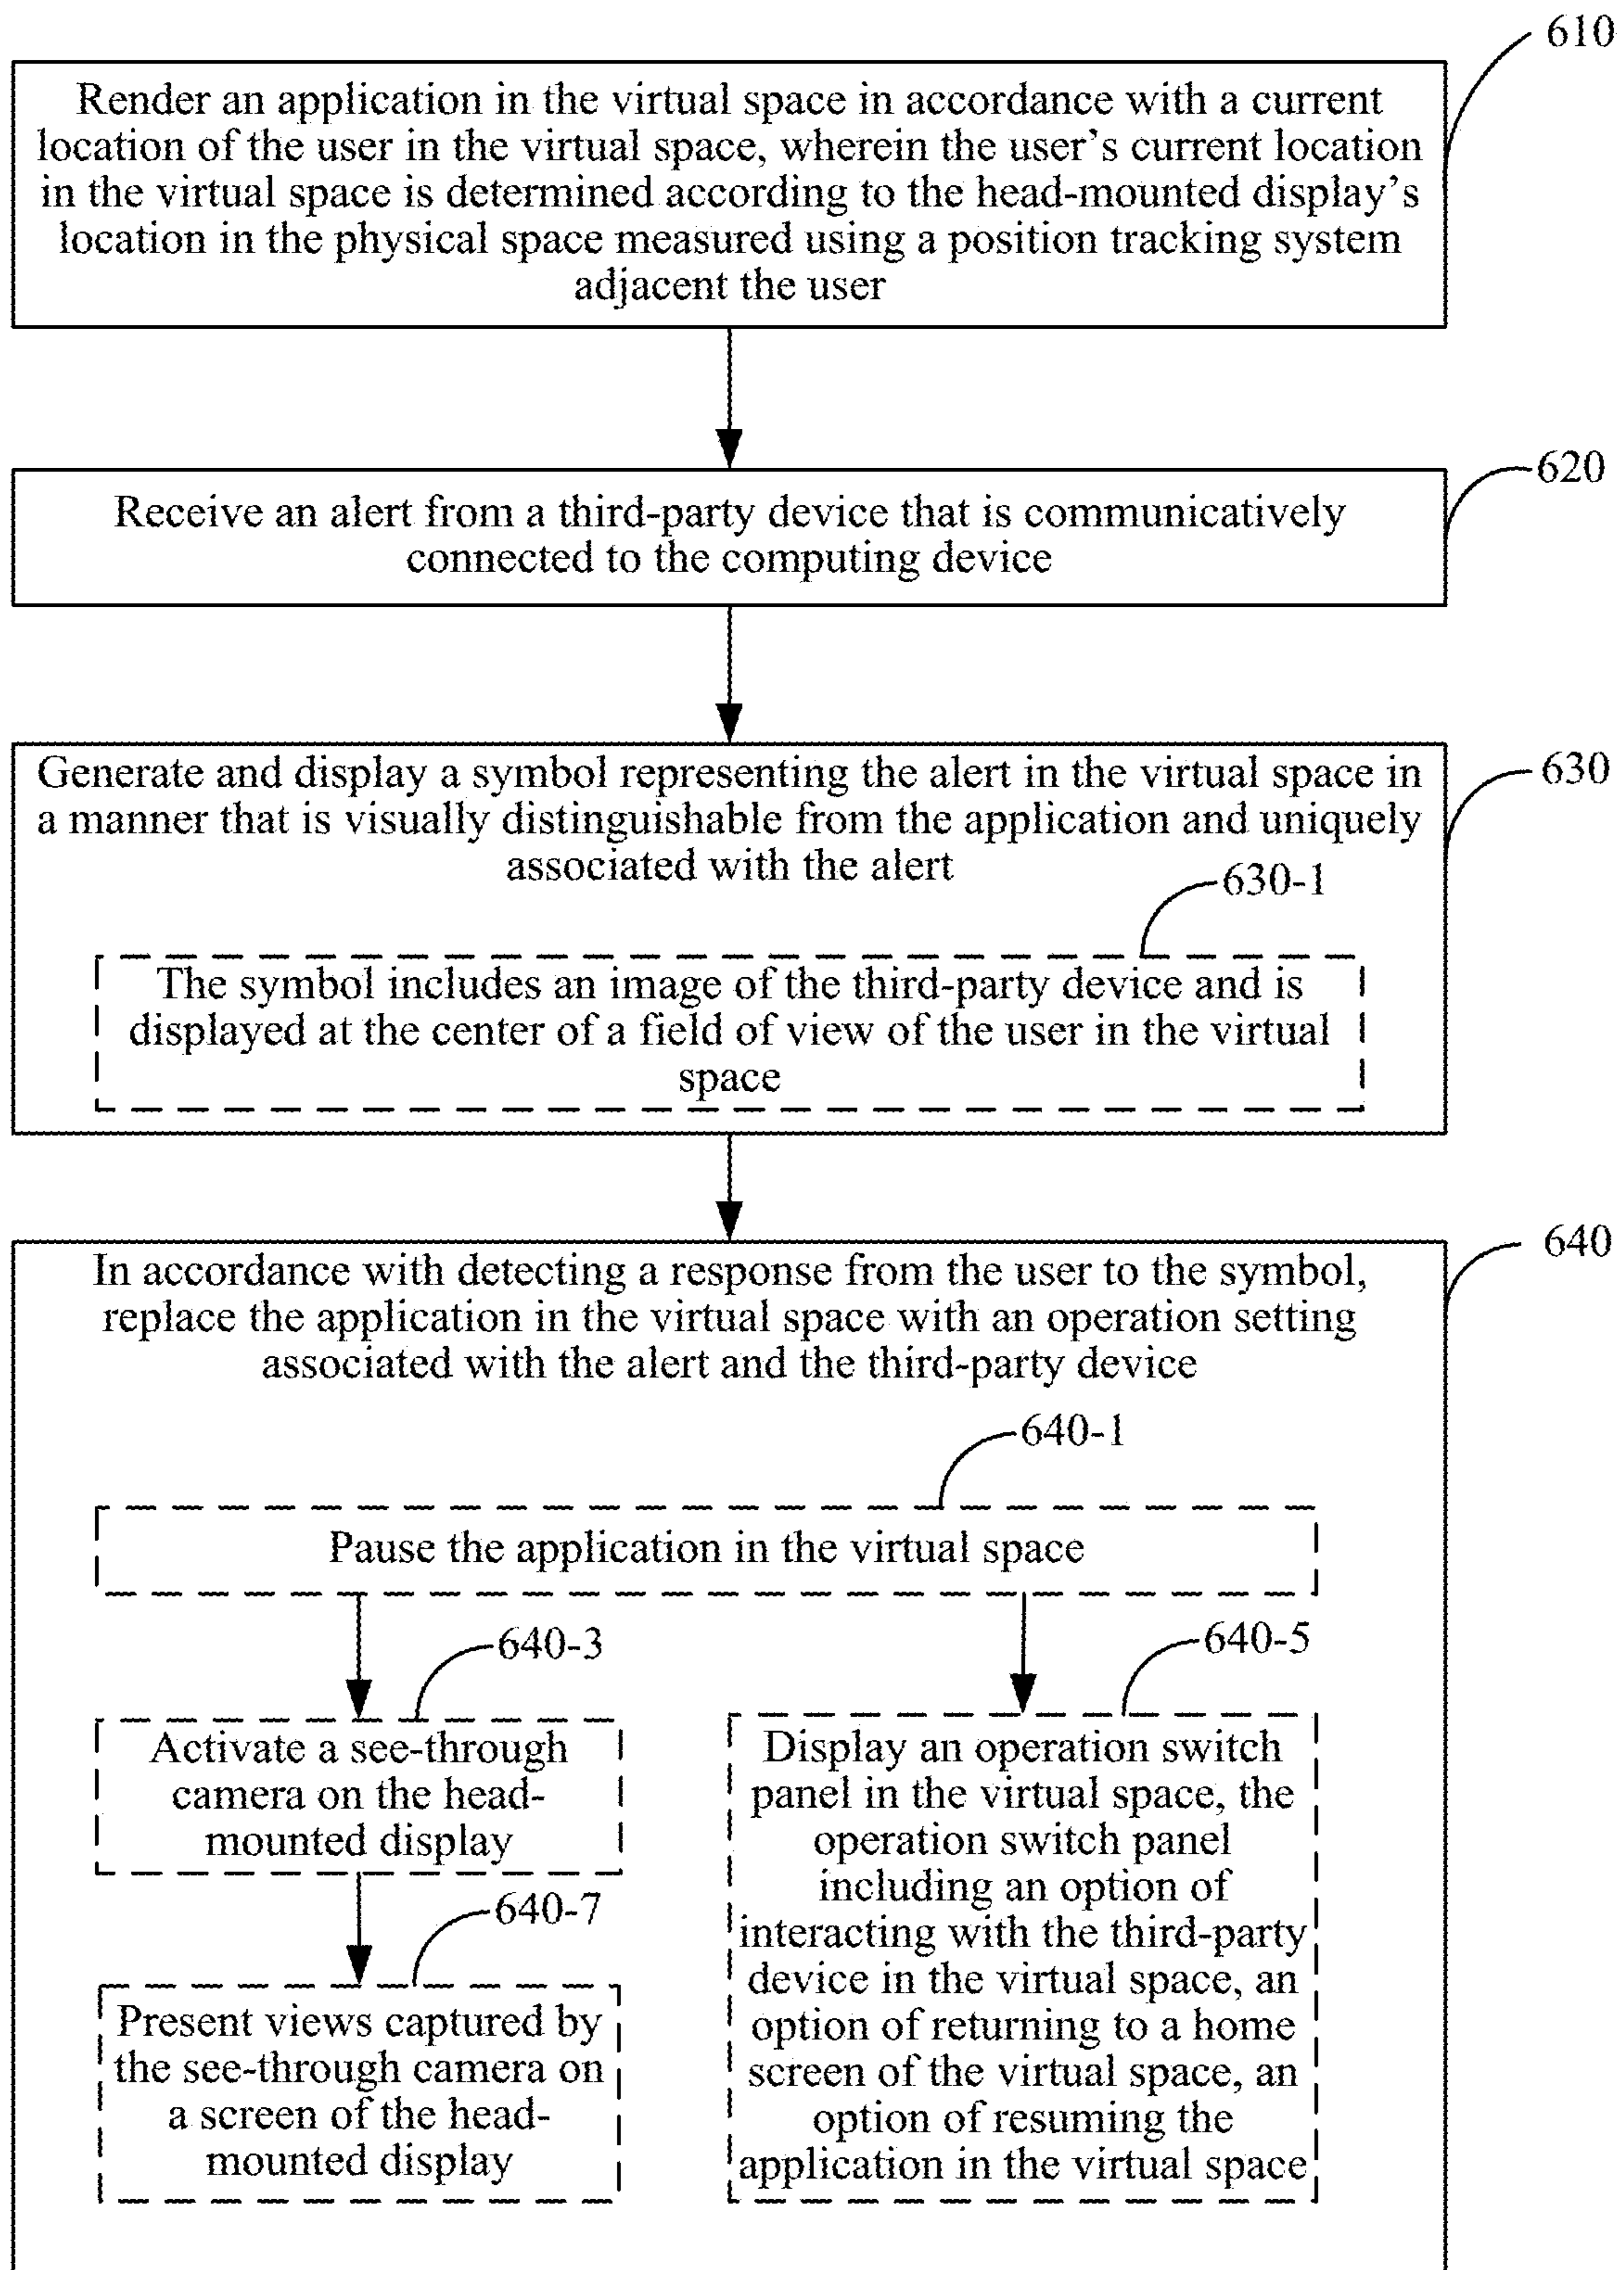 610
Render an application in the virtual space in accordance with a current
location of the user in the virtual space, wherein the user's current location
in the virtual space is determined according to the head-mounted display's
location in the physical space measured using a position tracking system
adjacent the user
620
Receive an alert from a third-party device that is communicatively
connected to the computing device
630
Generate and display a symbol representing the alert in the virtual space in
a manner that is visually distinguishable from the application and uniquely
associated with the alert
630-1
The symbol includes an image of the third-party device and is
displayed at the center of a field of view of the user in the virtual
space
640
In accordance with detecting a response from the user to the symbol,
replace the application in the virtual space with an operation setting
associated with the alert and the third-party device
640-1
Pause the application in the virtual space
640-3
Activate a see-through
camera on the head-
mounted display
640-7
Present views captured by
the see-through camera on
a screen of the head-
mounted display
640-5
Display an operation switch
panel in the virtual space, the
operation switch panel
including an option of
interacting with the third-party
device in the virtual space, an
option of returning to a home
screen of the virtual space, an
option of resuming the
application in the virtual space